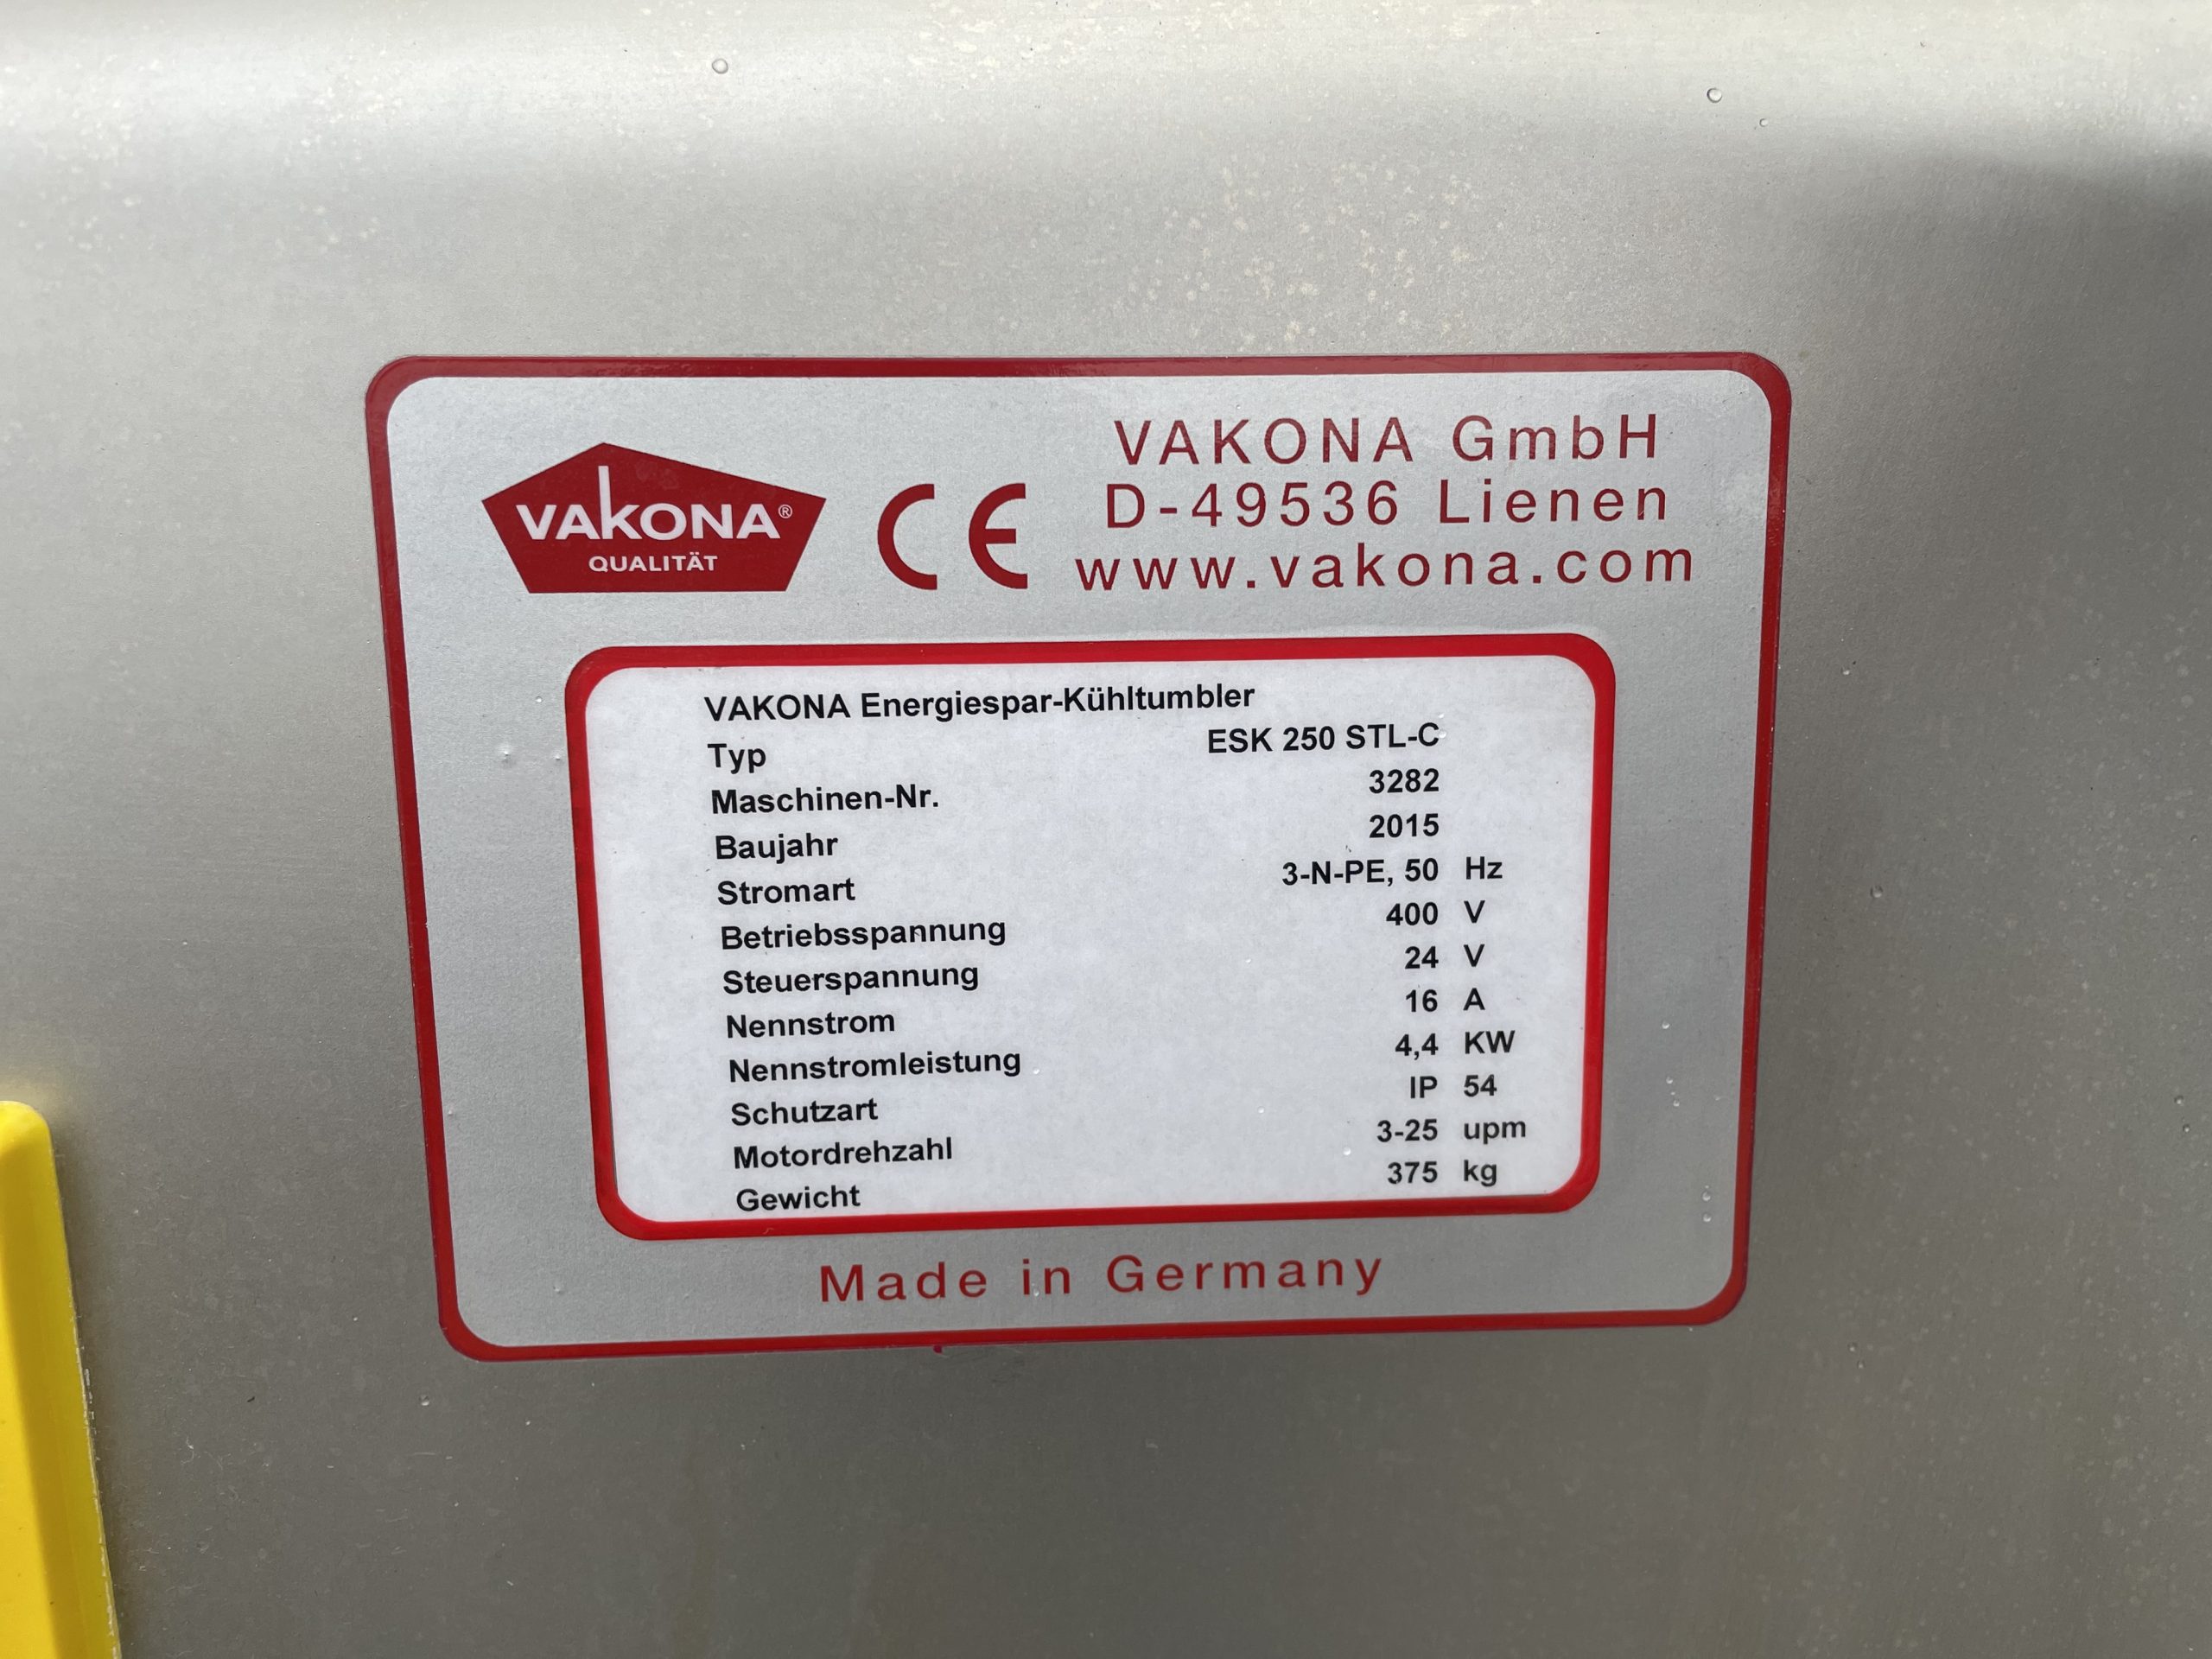 VAKONA®
QUALITÄT
CE
VAKONA GmbH
D-49536 Lienen
www.vakona.com
VAKONA Energiespar-Kühltumbler
Typ ESK 250 STL-C
Maschinen-Nr. 3282
Baujahr 2015
Stromart 3-N-PE, 50 Hz
Betriebsspannung 400 V
Steuerspannung 24 V
Nennstrom 16 A
Nennstromleistung 4,4 KW
Schutzart IP 54
Motordrehzahl 3-25 upm
Gewicht 375 kg
Made in Germany